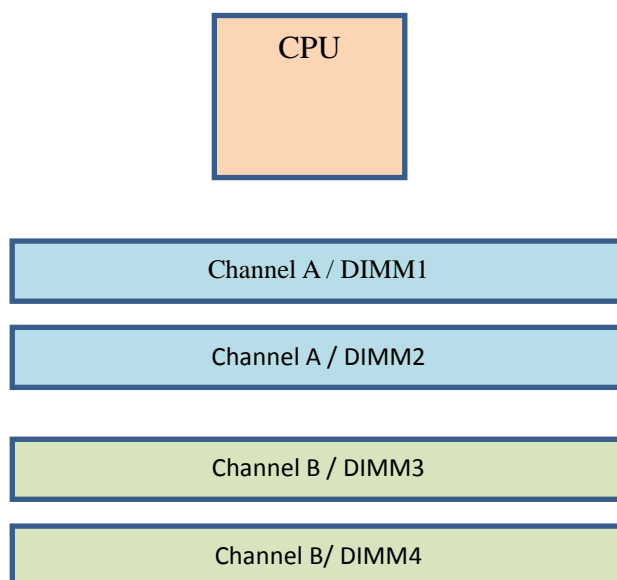 CPU
Channel A / DIMM1
Channel A / DIMM2
Channel B / DIMM3
Channel B/ DIMM4